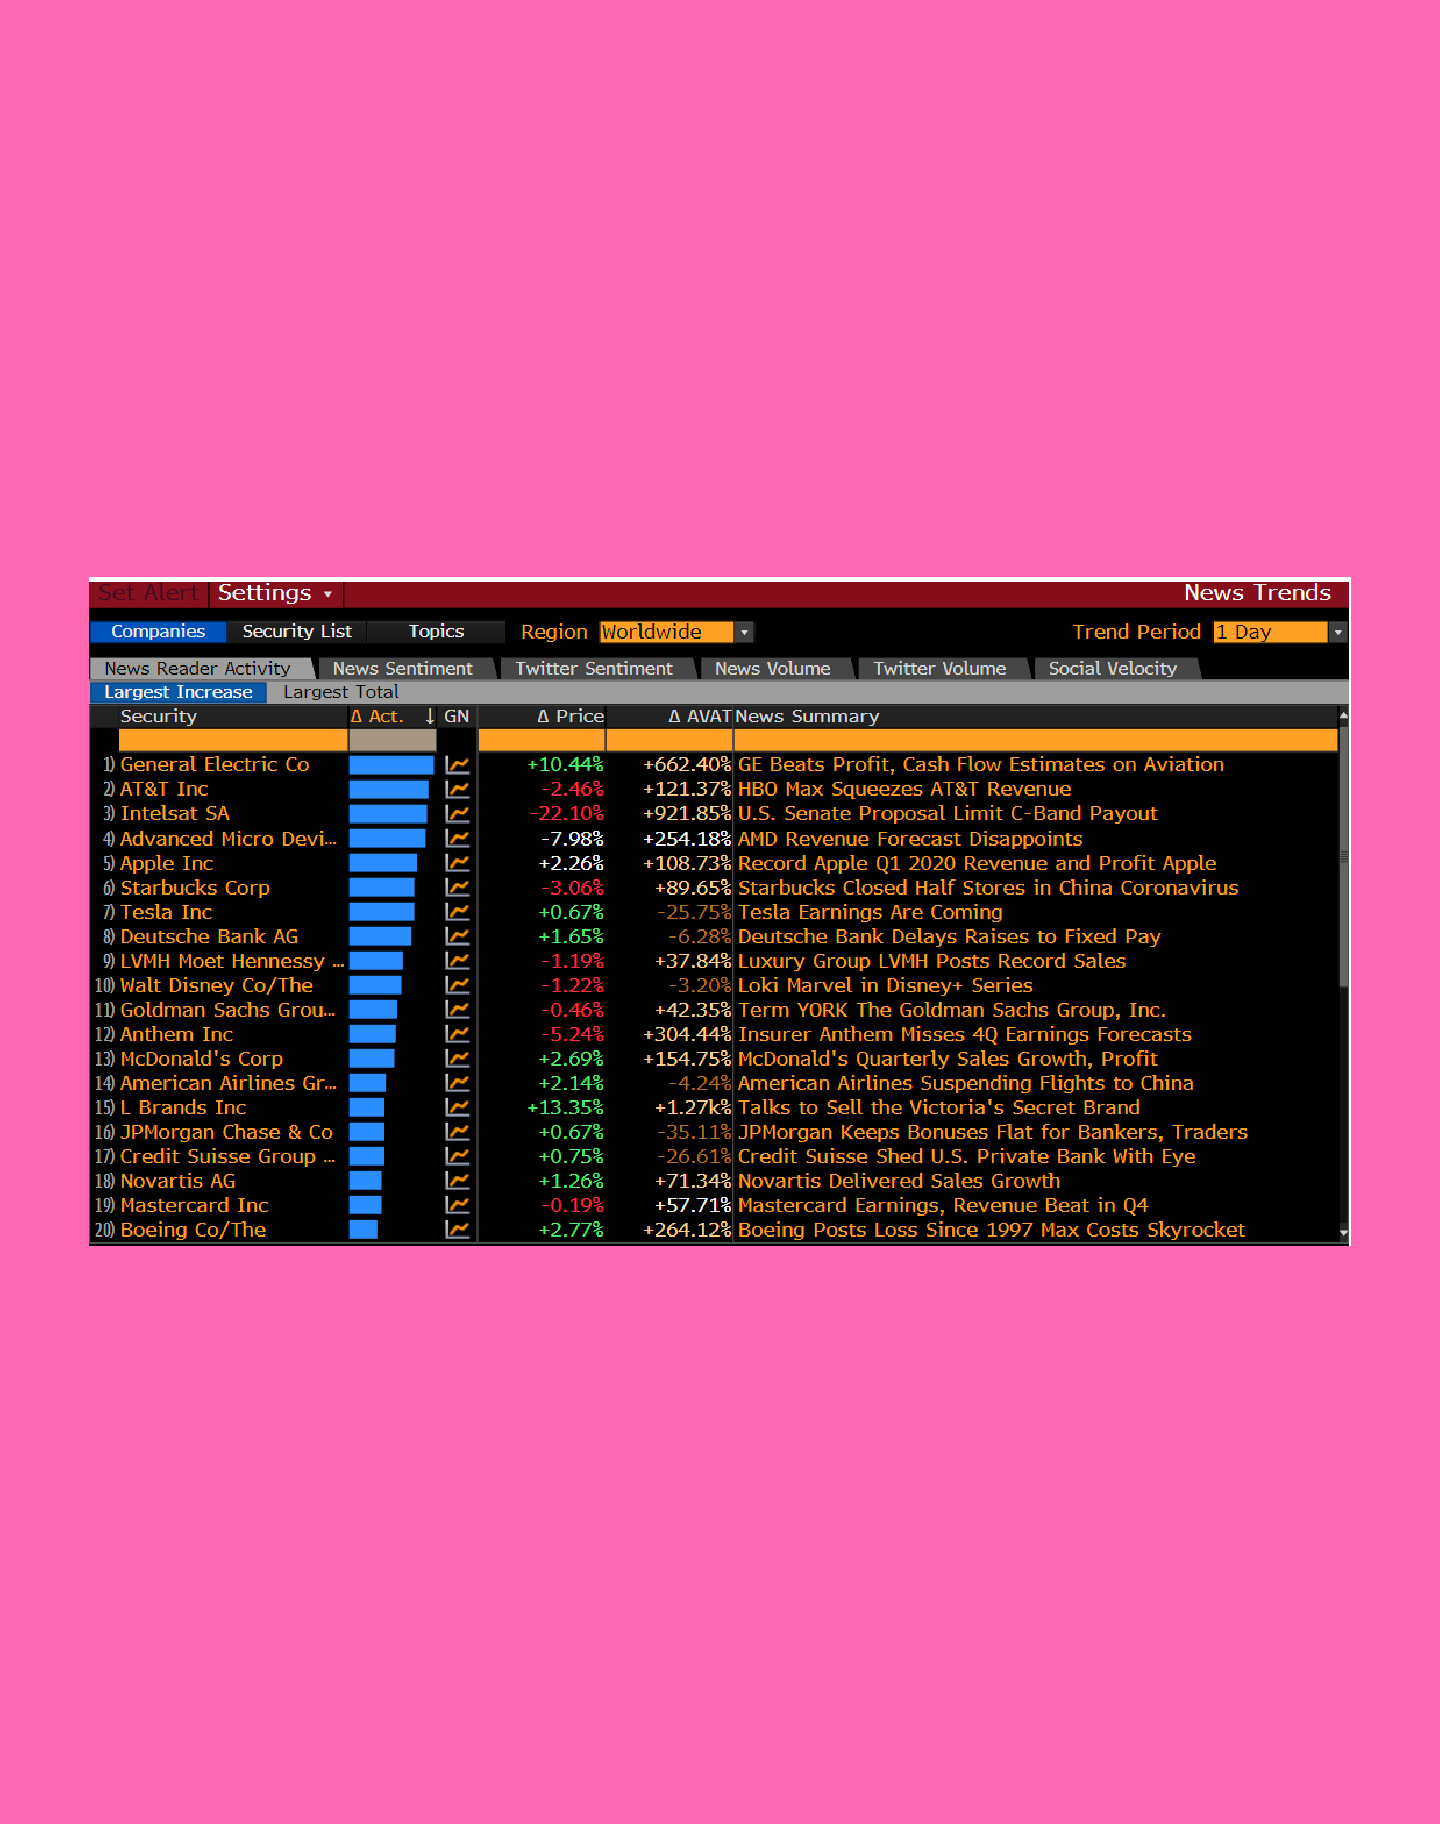 Set Alert Settings News Trends
Companies Security List Topics Region Worldwide Trend Period 1 Day
News Reader Activity News Sentiment Twitter Sentiment News Volume Twitter Volume Social Velocity
Largest Increase Largest Total
Security Δ Act. ↓ GN Δ Price Δ AVAT News Summary
1) General Electric Co +10.44% +662.40% GE Beats Profit, Cash Flow Estimates on Aviation
2) AT&T Inc -2.46% +121.37% HBO Max Squeezes AT&T Revenue
3) Intelsat SA -22.10% +921.85% U.S. Senate Proposal Limit C-Band Payout
4) Advanced Micro Devi... -7.98% +254.18% AMD Revenue Forecast Disappoints
5) Apple Inc +2.26% +108.73% Record Apple Q1 2020 Revenue and Profit Apple
6) Starbucks Corp -3.06% +89.65% Starbucks Closed Half Stores in China Coronavirus
7) Tesla Inc +0.67% -25.75% Tesla Earnings Are Coming
8) Deutsche Bank AG +1.65% -6.28% Deutsche Bank Delays Raises to Fixed Pay
9) LVMH Moet Hennessy ... -1.19% +37.84% Luxury Group LVMH Posts Record Sales
10) Walt Disney Co/The -1.22% -3.20% Loki Marvel in Disney+ Series
11) Goldman Sachs Grou... -0.46% +42.35% Term YORK The Goldman Sachs Group, Inc.
12) Anthem Inc -5.24% +304.44% Insurer Anthem Misses 4Q Earnings Forecasts
13) McDonald's Corp +2.69% +154.75% McDonald's Quarterly Sales Growth, Profit
14) American Airlines Gr... +2.14% -4.24% American Airlines Suspending Flights to China
15) L Brands Inc +13.35% +1.27k% Talks to Sell the Victoria's Secret Brand
16) JPMorgan Chase & Co +0.67% -35.11% JPMorgan Keeps Bonuses Flat for Bankers, Traders
17) Credit Suisse Group ... +0.75% -26.61% Credit Suisse Shed U.S. Private Bank With Eye
18) Novartis AG +1.26% +71.34% Novartis Delivered Sales Growth
19) Mastercard Inc -0.19% +57.71% Mastercard Earnings, Revenue Beat in Q4
20) Boeing Co/The +2.77% +264.12% Boeing Posts Loss Since 1997 Max Costs Skyrocket